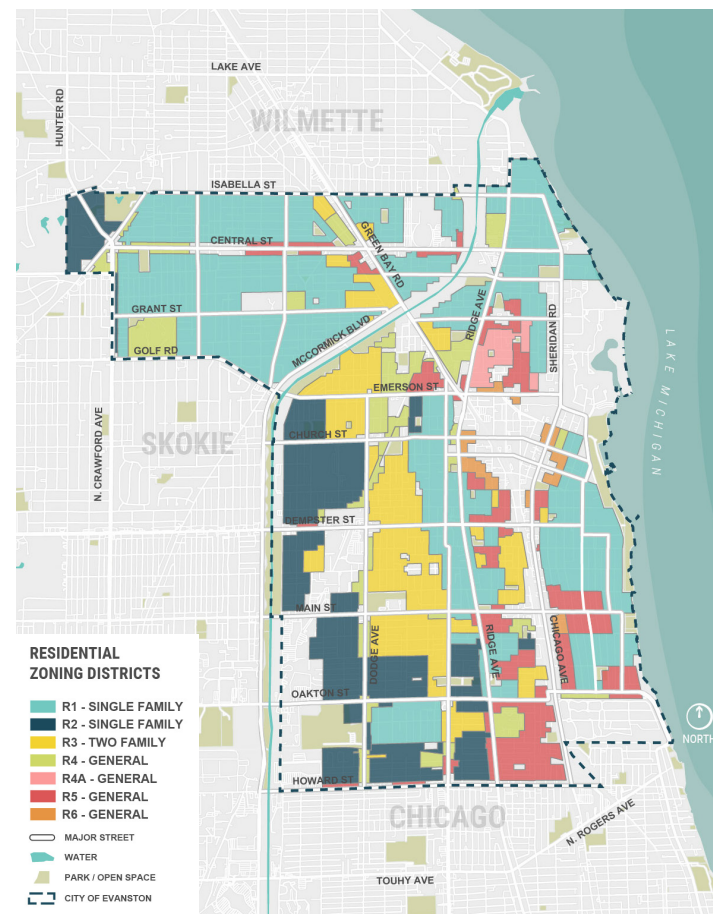 LAKE AVE
HUNTER RD
WILMETTE
ISABELLA ST
GREEN BAY RD
CENTRAL ST
GRANT ST
RIDGE AVE
SHERIDAN RD
MCCORMICK BLVD
GOLF RD
LAKE MICHIGAN
EMERSON ST
N. CRAWFORD AVE
SKOKIE
CHURCH ST
DEMPSTER ST
MAIN ST
DODGE AVE
RIDGE AVE
CHICAGO AVE
OAKTON ST
NORTH
HOWARD ST
CHICAGO
N. ROGERS AVE
TOUHY AVE
RESIDENTIAL
ZONING DISTRICTS
R1 - SINGLE FAMILY
R2 - SINGLE FAMILY
R3 - TWO FAMILY
R4 - GENERAL
R4A - GENERAL
R5 - GENERAL
R6 - GENERAL
MAJOR STREET
WATER
PARK / OPEN SPACE
CITY OF EVANSTON